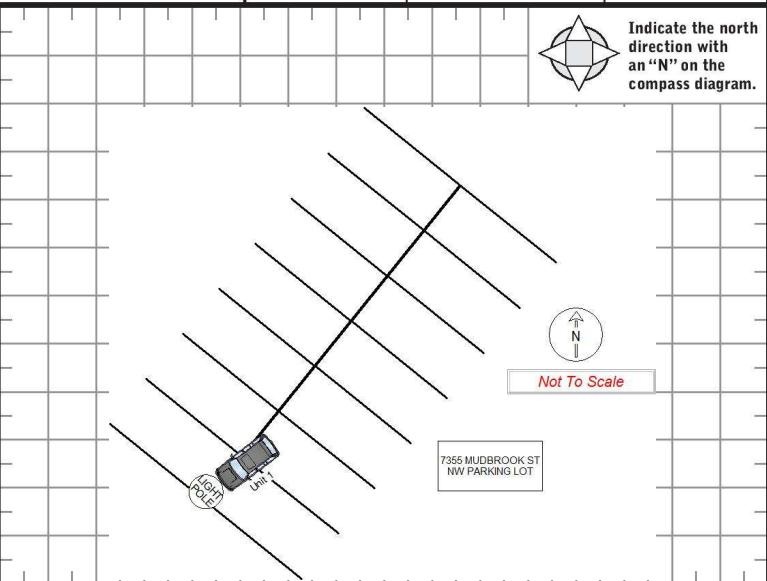 Indicate the north
direction with
an “N” on the
compass diagram.
N
Not To Scale
7355 MUDBROOK ST
NW PARKING LOT
LIGHT
POLE
Unit 1